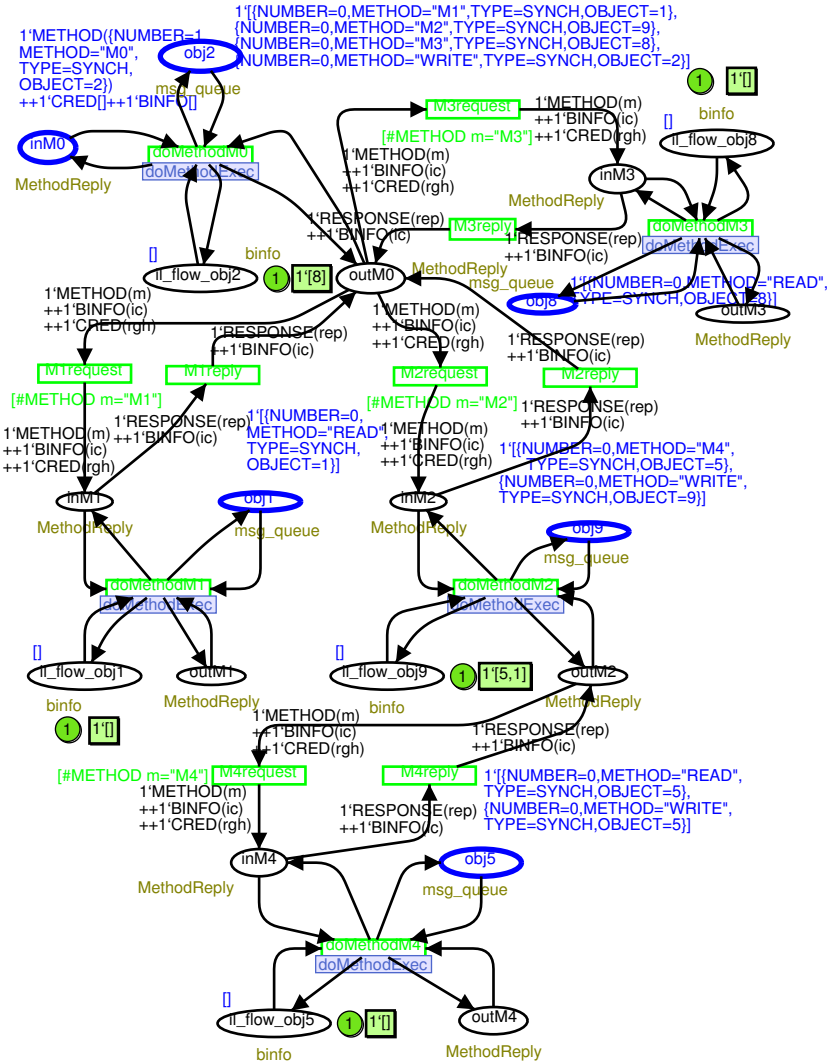 1‘METHOD({NUMBER=1,
METHOD="M0",
TYPE=SYNCH,
OBJECT=2})
++1‘CRED[]++1‘BINFO[]
obj2
msg_queue
1‘[{NUMBER=0,METHOD="M1",TYPE=SYNCH,OBJECT=1},
{NUMBER=0,METHOD="M2",TYPE=SYNCH,OBJECT=9},
{NUMBER=0,METHOD="M3",TYPE=SYNCH,OBJECT=8},
{NUMBER=0,METHOD="WRITE",TYPE=SYNCH,OBJECT=2}]
inM0
MethodReply
doMethodM0
doMethodExec
M3request
[#METHOD m="M3"]
1‘METHOD(m)
++1‘BINFO(ic)
++1‘CRED(rgh)
1‘METHOD(m)
++1‘BINFO(ic)
++1‘CRED(rgh)
1
1‘[]
binfo
[]
il_flow_obj8
inM3
MethodReply
M3reply
1‘RESPONSE(rep)
++1‘BINFO(ic)
1‘RESPONSE(rep)
++1‘BINFO(ic)
doMethodM3
doMethodExec
[]
il_flow_obj2
binfo
1
1‘[8]
outM0
MethodReply
msg_queue
obj8
1‘[{NUMBER=0,METHOD="READ",
TYPE=SYNCH,OBJECT=8}]
outM3
MethodReply
1‘METHOD(m)
++1‘BINFO(ic)
++1‘CRED(rgh)
1‘RESPONSE(rep)
++1‘BINFO(ic)
1‘METHOD(m)
++1‘BINFO(ic)
++1‘CRED(rgh)
1‘RESPONSE(rep)
++1‘BINFO(ic)
M1request
[#METHOD m="M1"]
M1reply
M2request
[#METHOD m="M2"]
M2reply
1‘METHOD(m)
++1‘BINFO(ic)
++1‘CRED(rgh)
1‘RESPONSE(rep)
++1‘BINFO(ic)
1‘[{NUMBER=0,
METHOD="READ",
TYPE=SYNCH,
OBJECT=1}]
1‘METHOD(m)
++1‘BINFO(ic)
++1‘CRED(rgh)
1‘RESPONSE(rep)
++1‘BINFO(ic)
1‘[{NUMBER=0,METHOD="M4",
TYPE=SYNCH,OBJECT=5},
{NUMBER=0,METHOD="WRITE",
TYPE=SYNCH,OBJECT=9}]
inM1
MethodReply
obj1
msg_queue
inM2
MethodReply
obj9
msg_queue
doMethodM1
doMethodExec
doMethodM2
doMethodExec
[]
il_flow_obj1
binfo
1
1‘[]
outM1
MethodReply
[]
il_flow_obj9
binfo
1
1‘[5,1]
outM2
MethodReply
1‘METHOD(m)
++1‘BINFO(ic)
++1‘CRED(rgh)
1‘RESPONSE(rep)
++1‘BINFO(ic)
[#METHOD m="M4"]
M4request
M4reply
1‘METHOD(m)
++1‘BINFO(ic)
++1‘CRED(rgh)
1‘RESPONSE(rep)
++1‘BINFO(ic)
1‘[{NUMBER=0,METHOD="READ",
TYPE=SYNCH,OBJECT=5},
{NUMBER=0,METHOD="WRITE",
TYPE=SYNCH,OBJECT=5}]
inM4
MethodReply
obj5
msg_queue
doMethodM4
doMethodExec
[]
il_flow_obj5
binfo
1
1‘[]
outM4
MethodReply